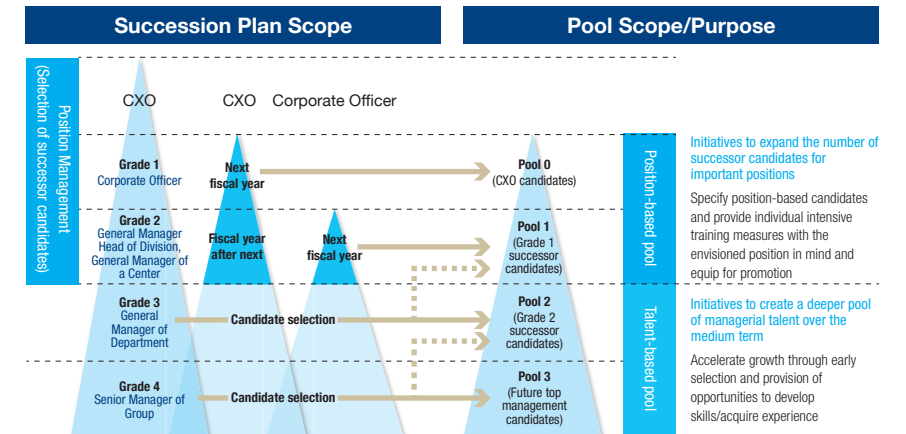 Succession Plan Scope
Pool Scope/Purpose
Position Management
(Selection of successor candidates)
CXO
CXO
Corporate Officer
Grade 1
Corporate Officer
Next
fiscal year
Pool 0
(CXO candidates)
Grade 2
General Manager
Head of Division,
General Manager of
a Center
Fiscal year
after next
Next
fiscal year
Pool 1
(Grade 1
successor
candidates)
Grade 3
General
Manager of
Department
Candidate selection
Pool 2
(Grade 2
successor
candidates)
Grade 4
Senior Manager of
Group
Candidate selection
Pool 3
(Future top
management
candidates)
Position-based pool
Initiatives to expand the number of
successor candidates for
important positions
Specify position-based candidates
and provide individual intensive
training measures with the
envisioned position in mind and
equip for promotion
Talent-based pool
Initiatives to create a deeper pool
of managerial talent over the
medium term
Accelerate growth through early
selection and provision of
opportunities to develop
skills/acquire experience